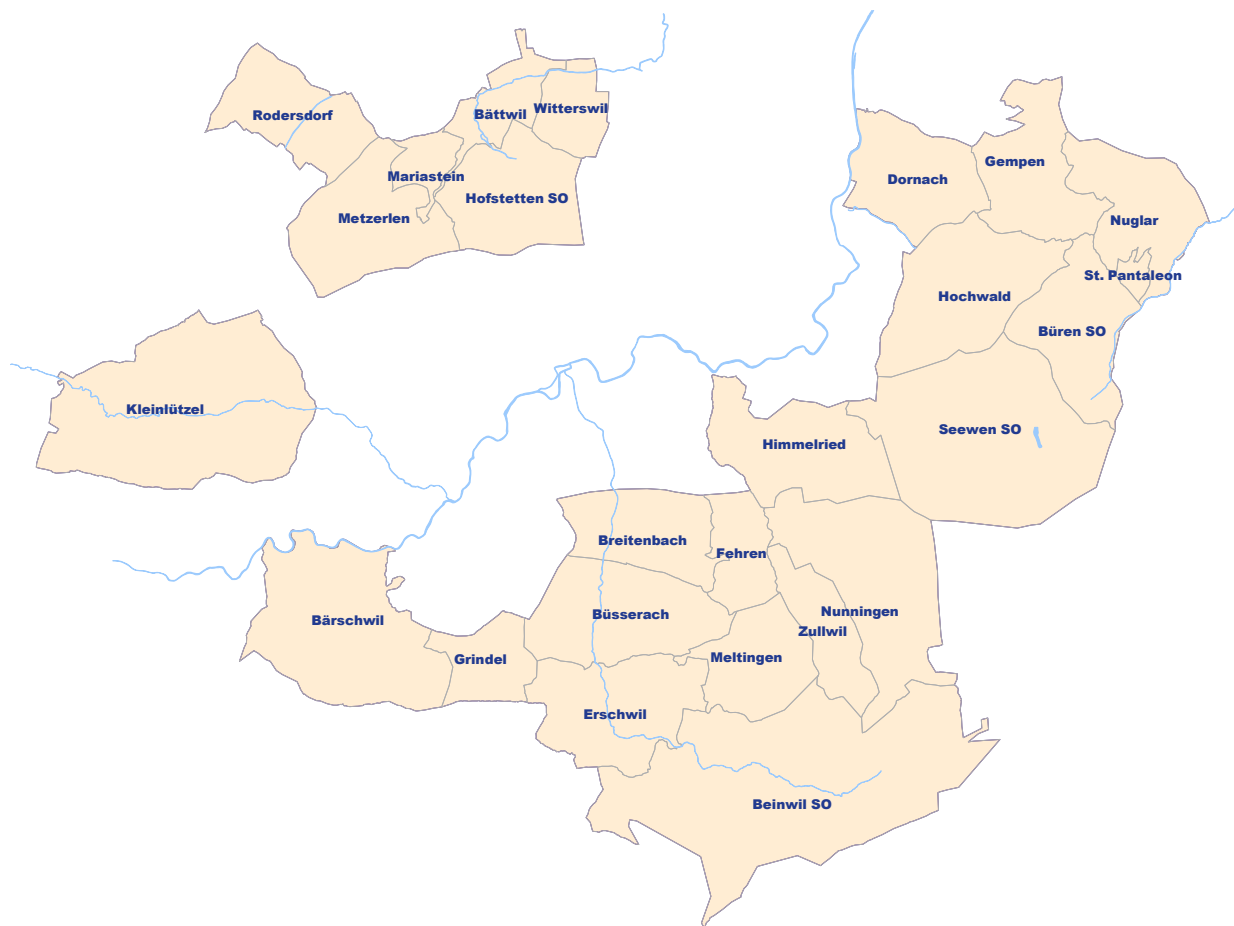 Rodersdorf
Bättwil
Witterswil
Mariastein
Hofstetten SO
Metzerlen
Gempen
Dornach
Nuglar
St. Pantaleon
Hochwald
Büren SO
Kleinlützel
Seewen SO
Himmelried
Breitenbach
Fehren
Nunningen
Büsserach
Bärschwil
Zullwil
Meltingen
Grindel
Erschwil
Beinwil SO